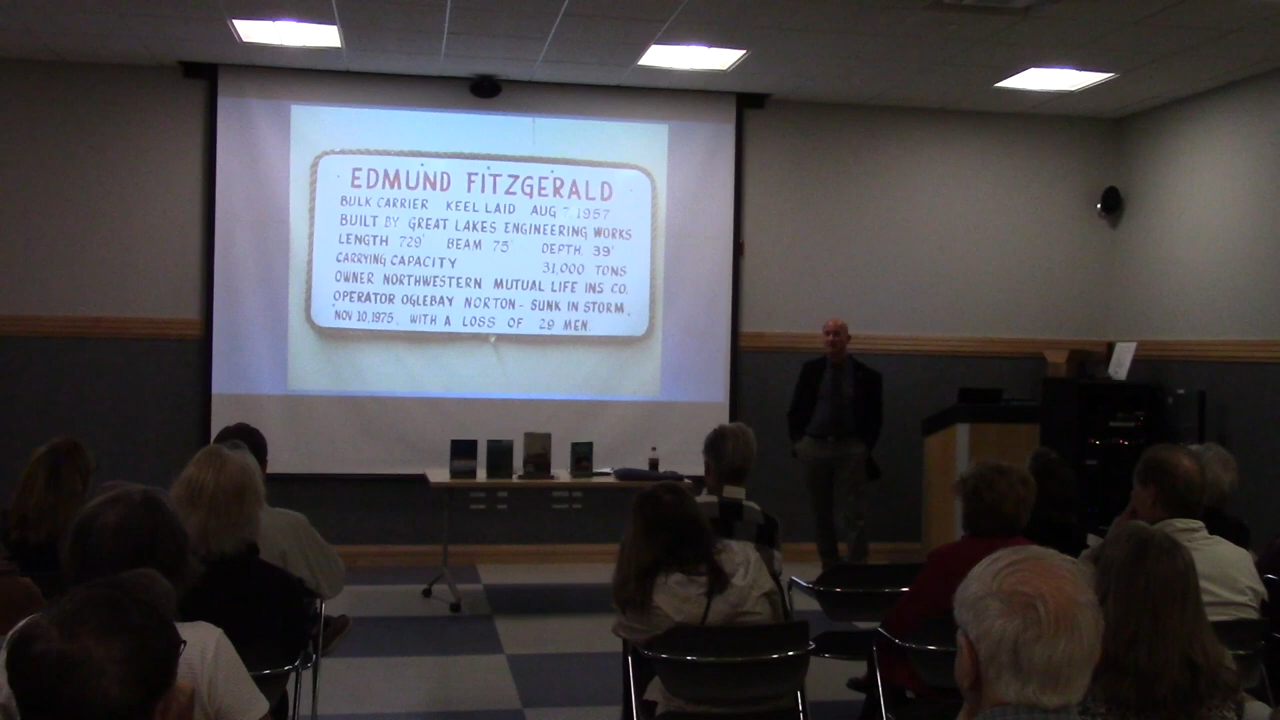 EDMUND FITZGERALD
BULK CARRIER KEEL LAID AUG 7, 1957
BUILT BY GREAT LAKES ENGINEERING WORKS
LENGTH 729' BEAM 75' DEPTH. 39'
CARRYING CAPACITY 31,000 TONS
OWNER NORTHWESTERN MUTUAL LIFE INS CO.
OPERATOR OGLEBAY NORTON - SUNK IN STORM,
NOV 10, 1975, WITH A LOSS OF 29 MEN.